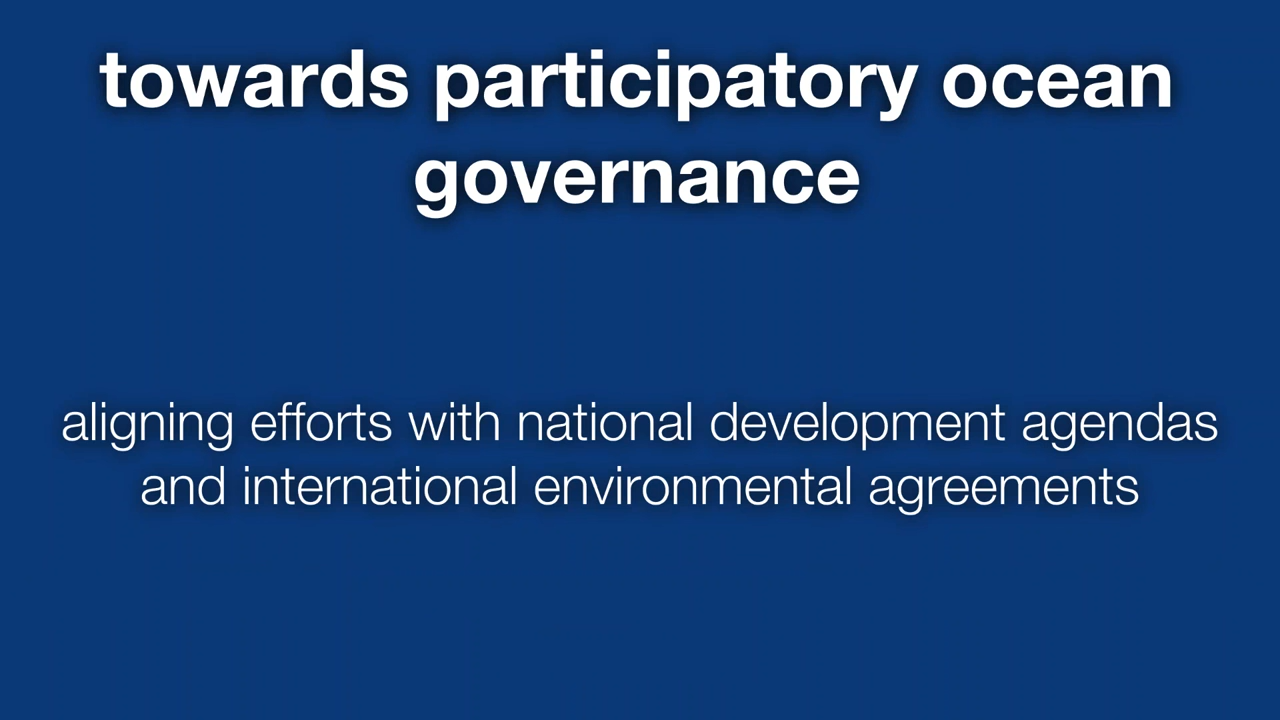 towards participatory ocean
governance
aligning efforts with national development agendas
and international environmental agreements